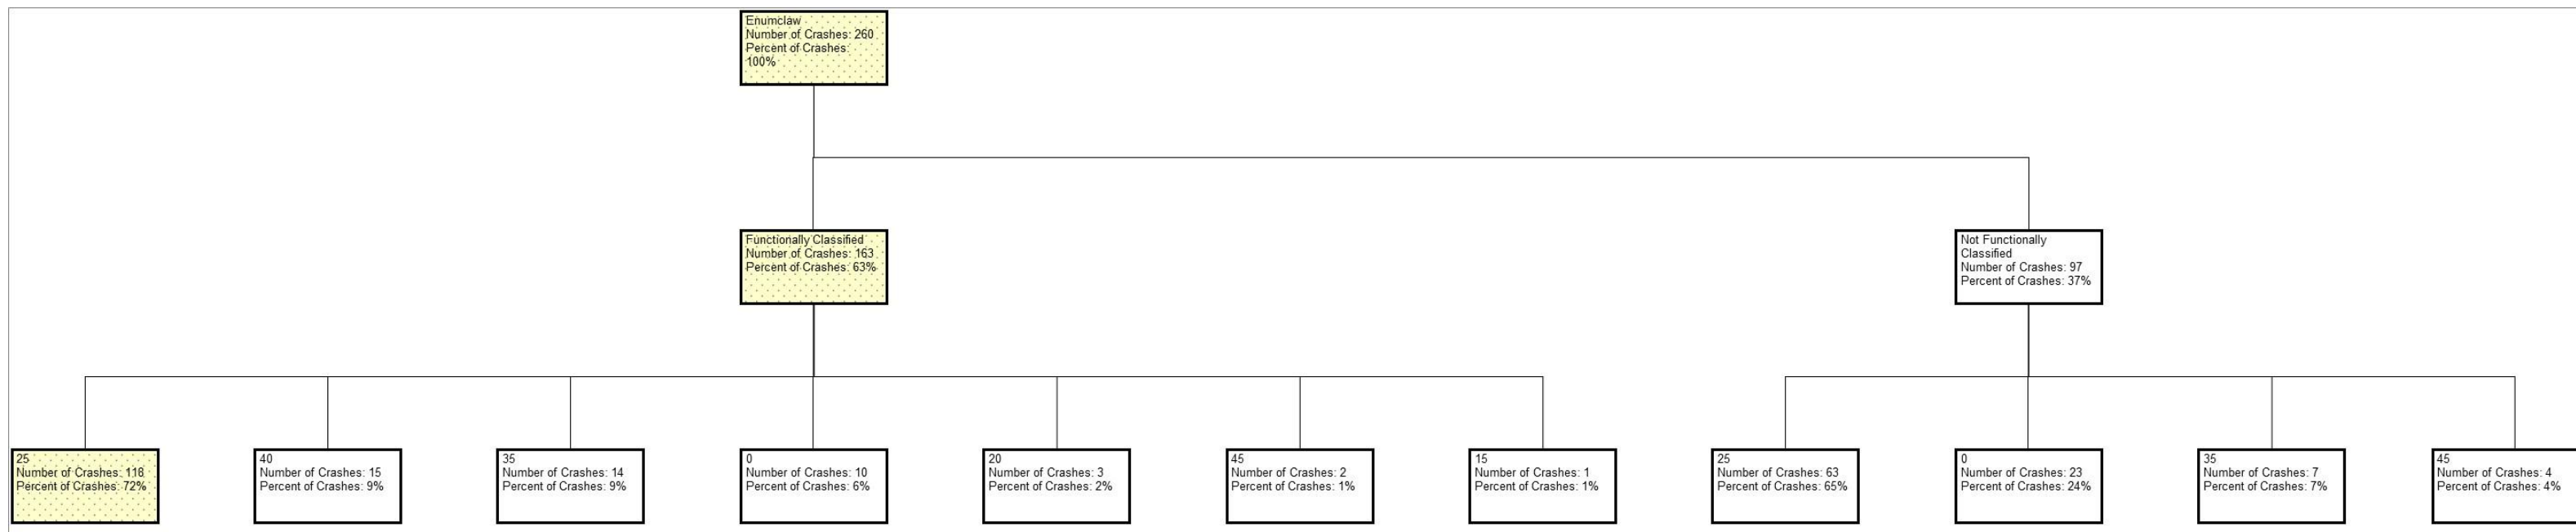 Enumclaw
Number of Crashes: 260
Percent of Crashes:
100%
Functionally Classified
Number of Crashes: 163
Percent of Crashes: 63%
Not Functionally
Classified
Number of Crashes: 97
Percent of Crashes: 37%
25
Number of Crashes: 118
Percent of Crashes: 72%
40
Number of Crashes: 15
Percent of Crashes: 9%
35
Number of Crashes: 14
Percent of Crashes: 9%
0
Number of Crashes: 10
Percent of Crashes: 6%
20
Number of Crashes: 3
Percent of Crashes: 2%
45
Number of Crashes: 2
Percent of Crashes: 1%
15
Number of Crashes: 1
Percent of Crashes: 1%
25
Number of Crashes: 63
Percent of Crashes: 65%
0
Number of Crashes: 23
Percent of Crashes: 24%
35
Number of Crashes: 7
Percent of Crashes: 7%
45
Number of Crashes: 4
Percent of Crashes: 4%